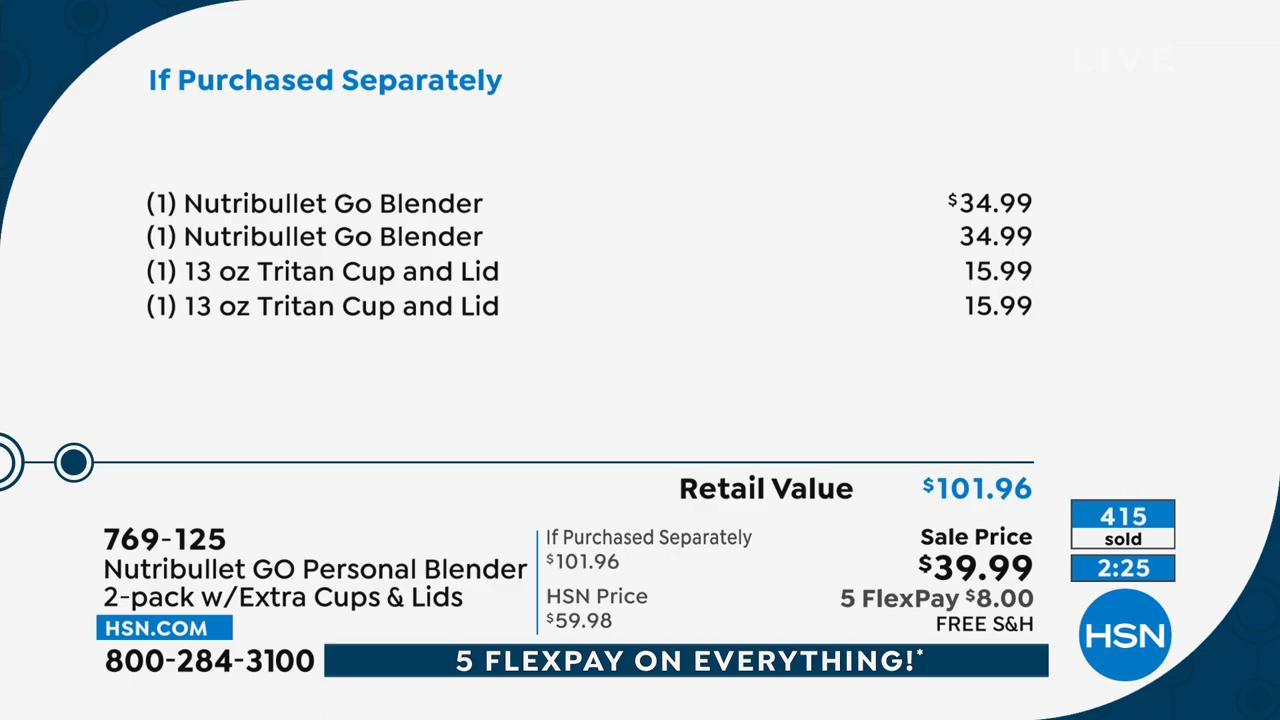 LIVE
If Purchased Separately
(1) Nutribullet Go Blender $34.99
(1) Nutribullet Go Blender 34.99
(1) 13 oz Tritan Cup and Lid 15.99
(1) 13 oz Tritan Cup and Lid 15.99
Retail Value $101.96
769-125
Nutribullet GO Personal Blender
2-pack w/Extra Cups & Lids
HSN.COM
800-284-3100
If Purchased Separately
$101.96
HSN Price
$59.98
Sale Price
$39.99
5 FlexPay $8.00
FREE S&H
415
sold
2:25
HSN
5 FLEXPAY ON EVERYTHING!*